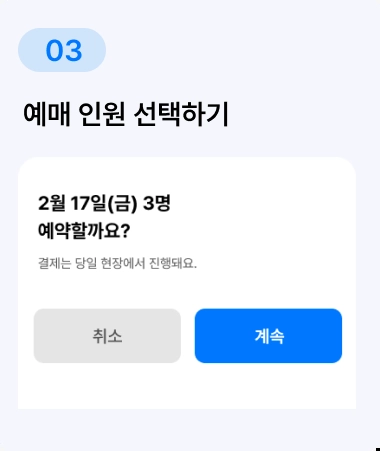 03
예매 인원 선택하기
2월 17일(금) 3명
예약할까요?
결제는 당일 현장에서 진행돼요.
취소
계속